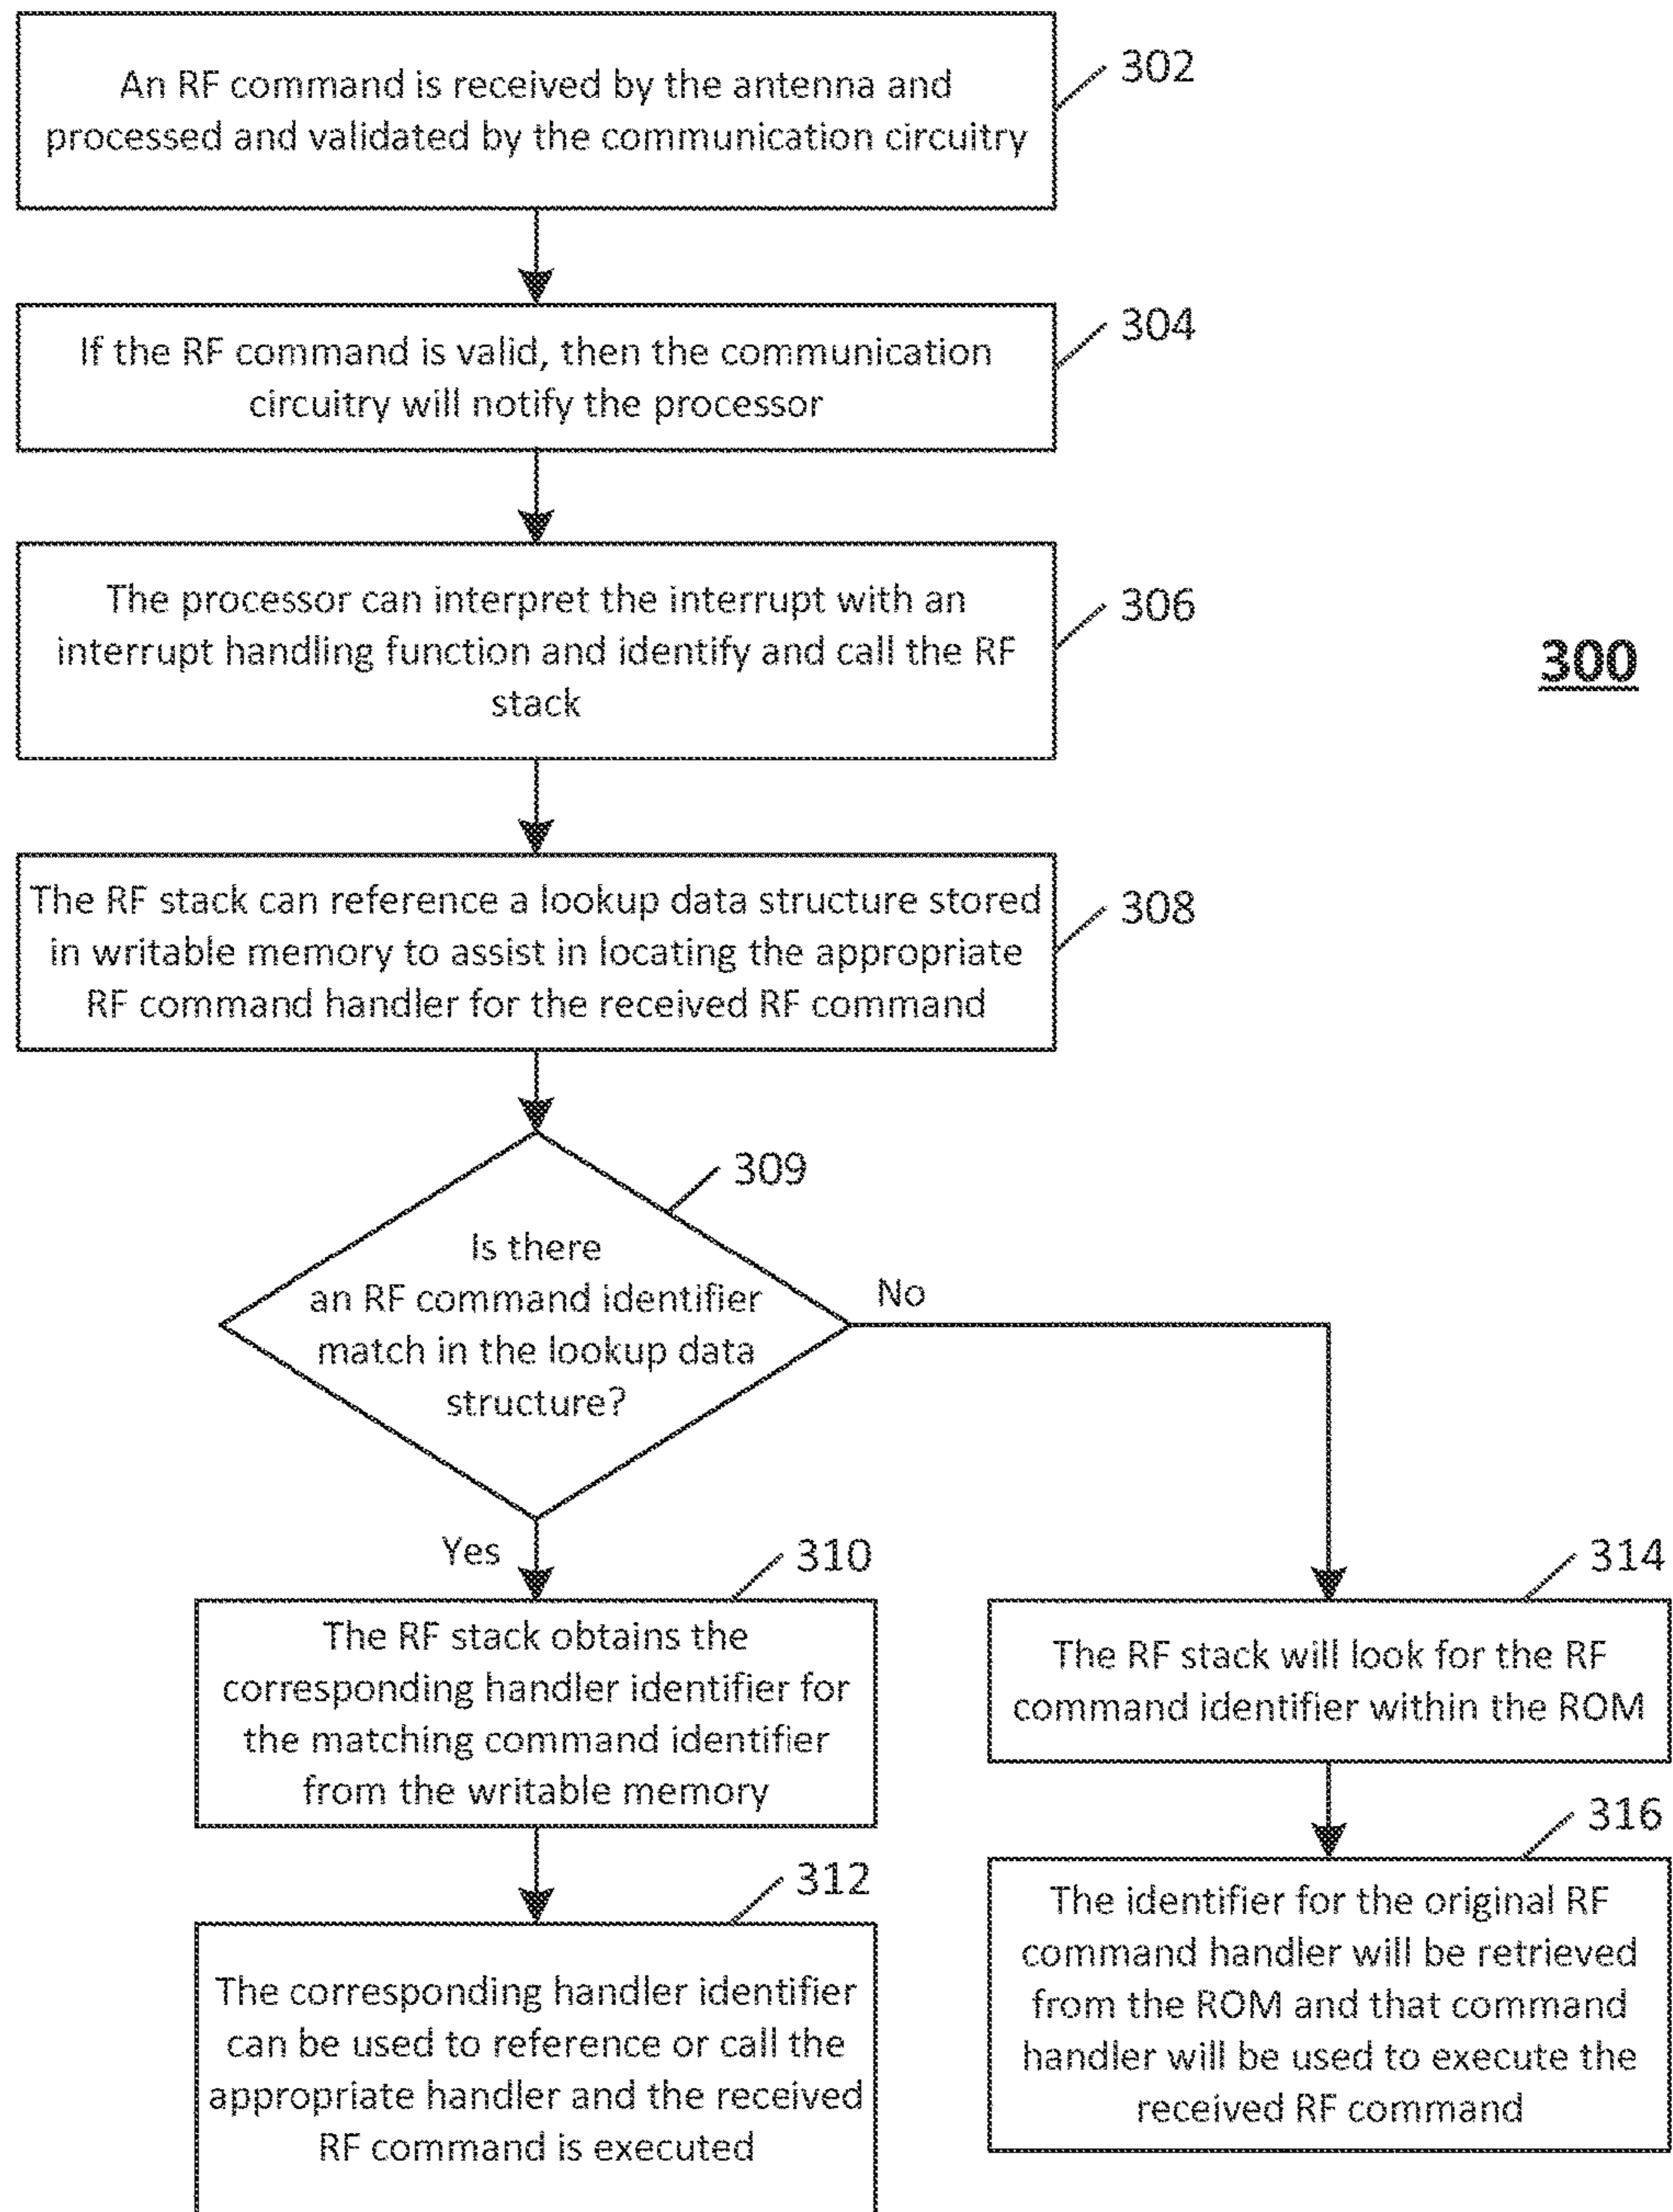 An RF command is received by the antenna and
processed and validated by the communication circuitry
302
If the RF command is valid, then the communication
circuitry will notify the processor
304
The processor can interpret the interrupt with an
interrupt handling function and identify and call the RF
stack
306
300
The RF stack can reference a lookup data structure stored
in writable memory to assist in locating the appropriate
RF command handler for the received RF command
308
309
Is there
an RF command identifier
match in the lookup data
structure?
No
Yes
310
The RF stack obtains the
corresponding handler identifier for
the matching command identifier
from the writable memory
314
The RF stack will look for the RF
command identifier within the ROM
312
The corresponding handler identifier
can be used to reference or call the
appropriate handler and the received
RF command is executed
316
The identifier for the original RF
command handler will be retrieved
from the ROM and that command
handler will be used to execute the
received RF command